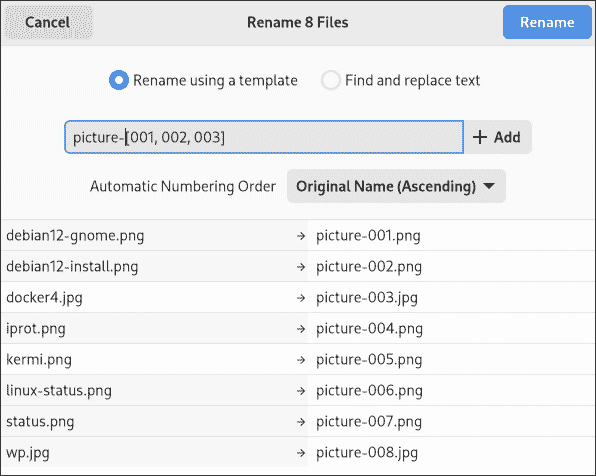 Cancel Rename 8 Files Rename
Rename using a template Find and replace text
picture-[001, 002, 003] + Add
Automatic Numbering Order Original Name (Ascending)
debian12-gnome.png → picture-001.png
debian12-install.png → picture-002.png
docker4.jpg → picture-003.jpg
iprot.png → picture-004.png
kermi.png → picture-005.png
linux-status.png → picture-006.png
status.png → picture-007.png
wp.jpg → picture-008.jpg